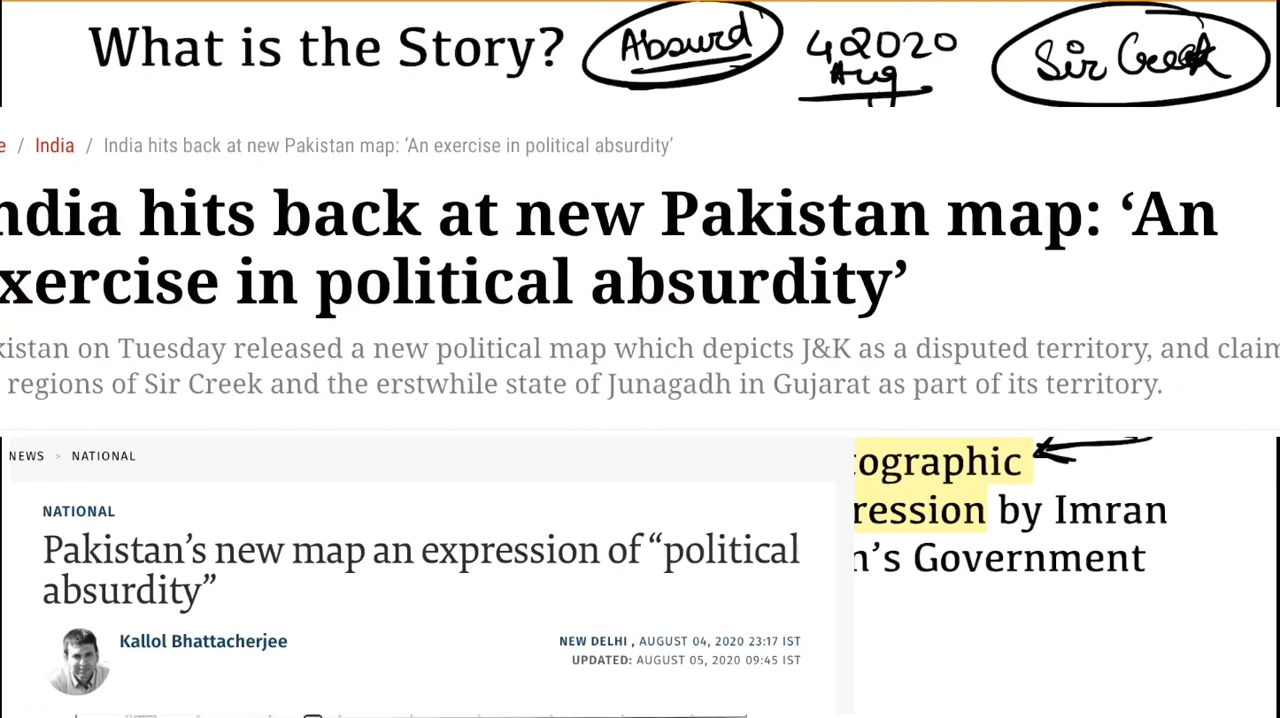 What is the Story? Absurd 4 2020 Sir Creek
Aug
e / India / India hits back at new Pakistan map: ‘An exercise in political absurdity’
ndia hits back at new Pakistan map: ‘An
xercise in political absurdity’
kistan on Tuesday released a new political map which depicts J&K as a disputed territory, and claim
regions of Sir Creek and the erstwhile state of Junagadh in Gujarat as part of its territory.
NEWS > NATIONAL
tographic
ression by Imran
n’s Government
NATIONAL
Pakistan’s new map an expression of “political
absurdity”
Kallol Bhattacherjee
NEW DELHI , AUGUST 04, 2020 23:17 IST
UPDATED: AUGUST 05, 2020 09:45 IST